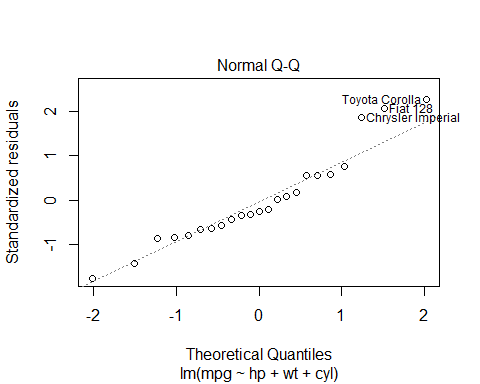 Normal Q-Q
Standardized residuals
2
1
0
-1
Toyota Corolla
Fiat 128
Chrysler Imperial
-2 -1 0 1 2
Theoretical Quantiles
lm(mpg ~ hp + wt + cyl)